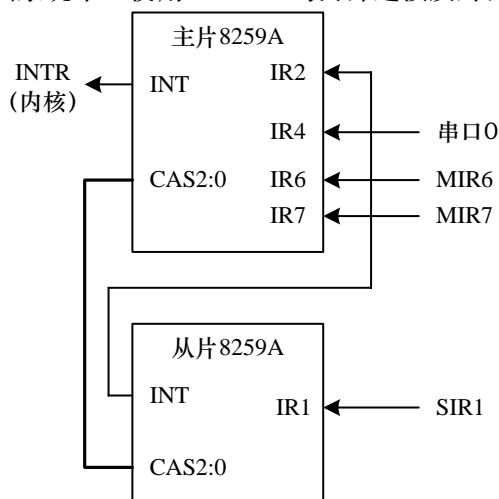 主片8259A
INTR
(内核)
INT
IR2
IR4
串口0
CAS2:0
IR6
MIR6
IR7
MIR7
从片8259A
INT
IR1
SIR1
CAS2:0